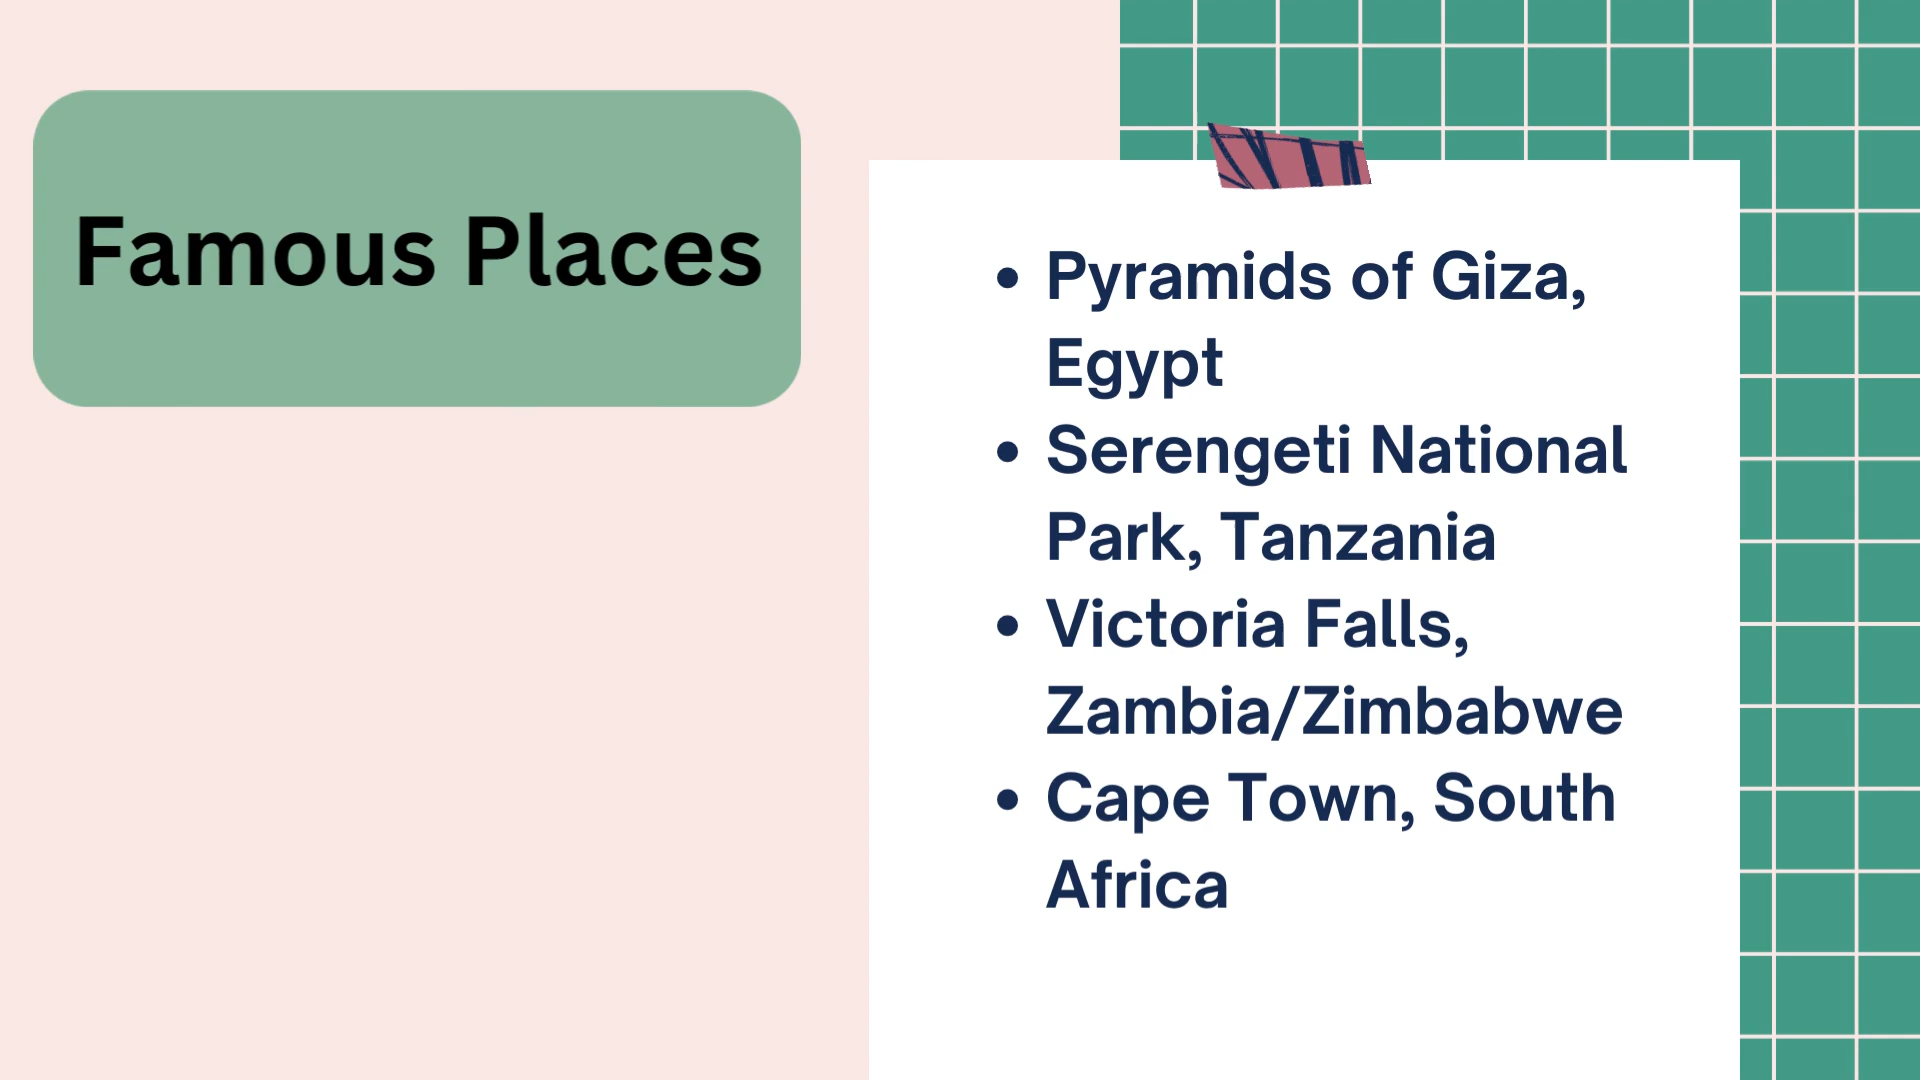 Famous Places
• Pyramids of Giza,
Egypt
• Serengeti National
Park, Tanzania
• Victoria Falls,
Zambia/Zimbabwe
• Cape Town, South
Africa